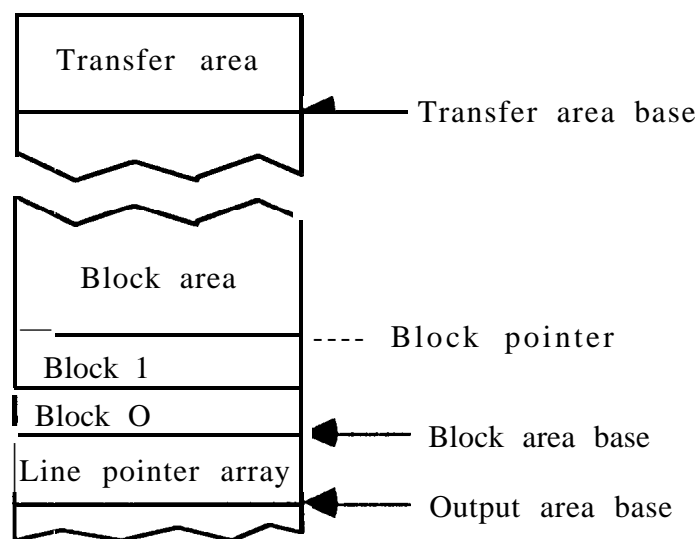 Transfer area
Transfer area base
Block area
Block pointer
Block 1
Block O
Block area base
Line pointer array
Output area base